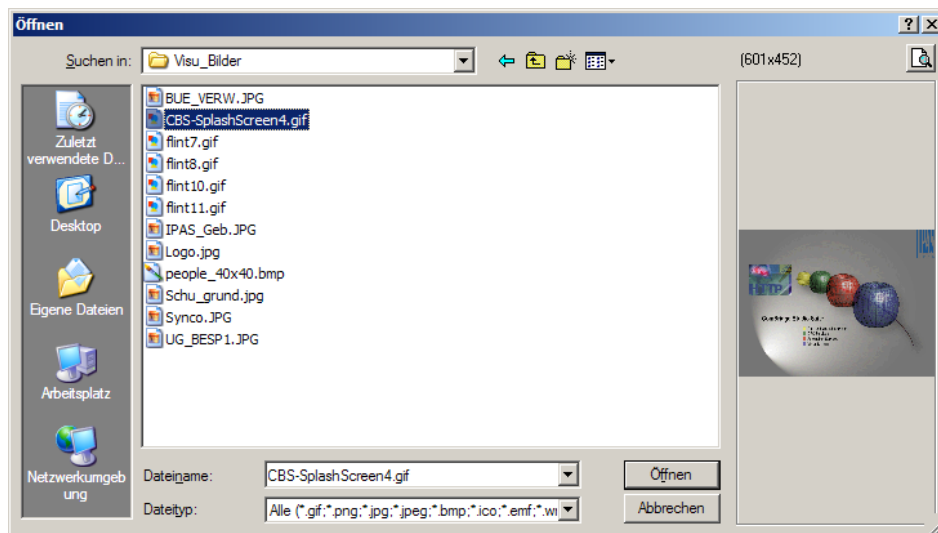 Öffnen
Suchen in:
Visu_Bilder
(601x452)
Zuletzt
verwendete D...
Desktop
Eigene Dateien
Arbeitsplatz
Netzwerkumgeb
ung
BUE_VERW.JPG
CBS-SplashScreen4.gif
flint7.gif
flint8.gif
flint10.gif
flint11.gif
IPAS_Geb.JPG
Logo.jpg
people_40x40.bmp
Schu_grund.jpg
Synco.JPG
UG_BESP1.JPG
HTTP
Dateiname:
CBS-SplashScreen4.gif
Öffnen
Dateityp:
Alle (*.gif;*.png;*.jpg;*.jpeg;*.bmp;*.ico;*.emf;*.wi
Abbrechen